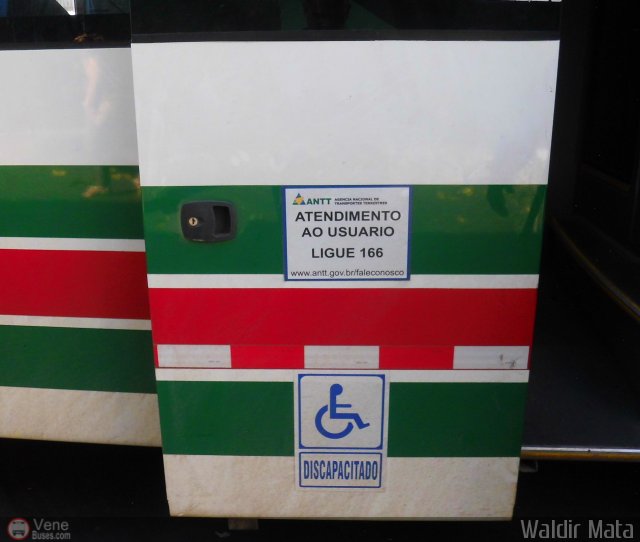 ANTT AGENCIA NACIONAL DE
TRANSPORTES TERRESTRES
ATENDIMENTO
AO USUARIO
LIGUE 166
www.antt.gov.br/faleconosco
DISCAPACITADO
Vene
Buses.com
Waldir Mata